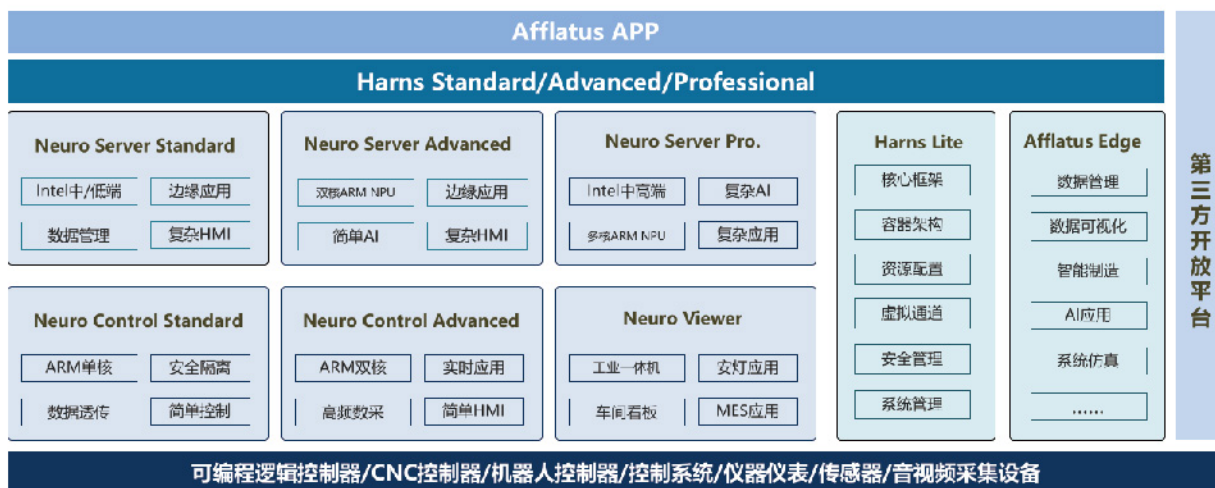 Afflatus APP
Harns Standard/Advanced/Professional
Neuro Server Standard
Intel中/低端 边缘应用
数据管理 复杂HMI
Neuro Server Advanced
双核ARM NPU 边缘应用
简单AI 复杂HMI
Neuro Server Pro.
Intel中高端 复杂AI
多核ARM NPU 复杂应用
Neuro Control Standard
ARM单核 安全隔离
数据透传 简单控制
Neuro Control Advanced
ARM双核 实时应用
高频数采 简单HMI
Neuro Viewer
工业一体机 安灯应用
车间看板 MES应用
Harns Lite
核心框架
容器架构
资源配置
虚拟通道
安全管理
系统管理
Afflatus Edge
数据管理
数据可视化
智能制造
AI应用
系统仿真
……
第三方开放平台
可编程逻辑控制器/CNC控制器/机器人控制器/控制系统/仪器仪表/传感器/音视频采集设备